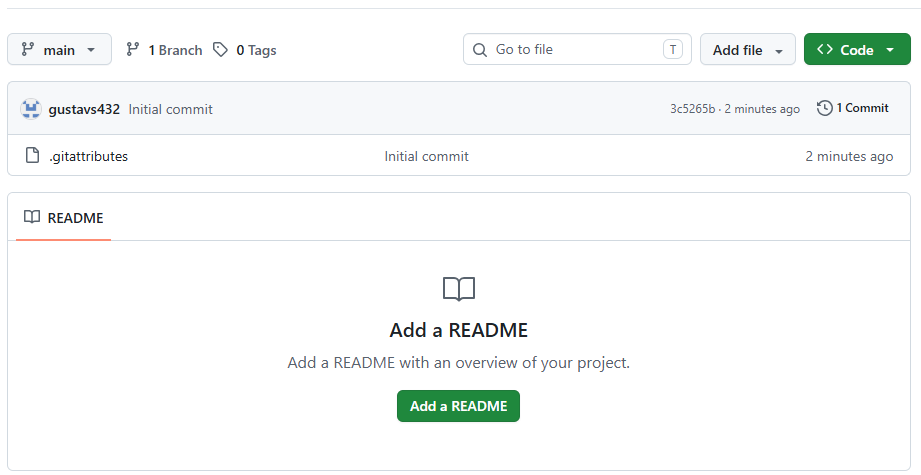 main 1 Branch 0 Tags Go to file T Add file Code
gustavs432 Initial commit 3c5265b · 2 minutes ago 1 Commit
.gitattributes Initial commit 2 minutes ago
README
Add a README
Add a README with an overview of your project.
Add a README